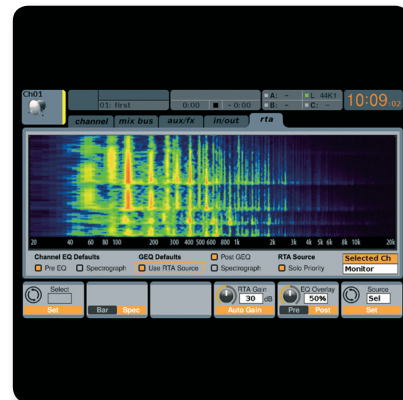 Ch01
01: first
0:00 - 0:00
A: - L 44K1
B: - C: -
10:09:02
channel mix bus aux/fx in/out rta
20 40 60 80 100 200 300 400 500 600 800 1k 2k 3k 4k 5k 6k 8k 10k 20k
Channel EQ Defaults GEQ Defaults Post GEQ RTA Source Selected Ch
Pre EQ Spectrograph Use RTA Source Spectrograph Solo Priority Monitor
Select RTA Gain EQ Overlay Source
30 dB 50% Sel
Set Bar Spec Auto Gain Pre Post Set